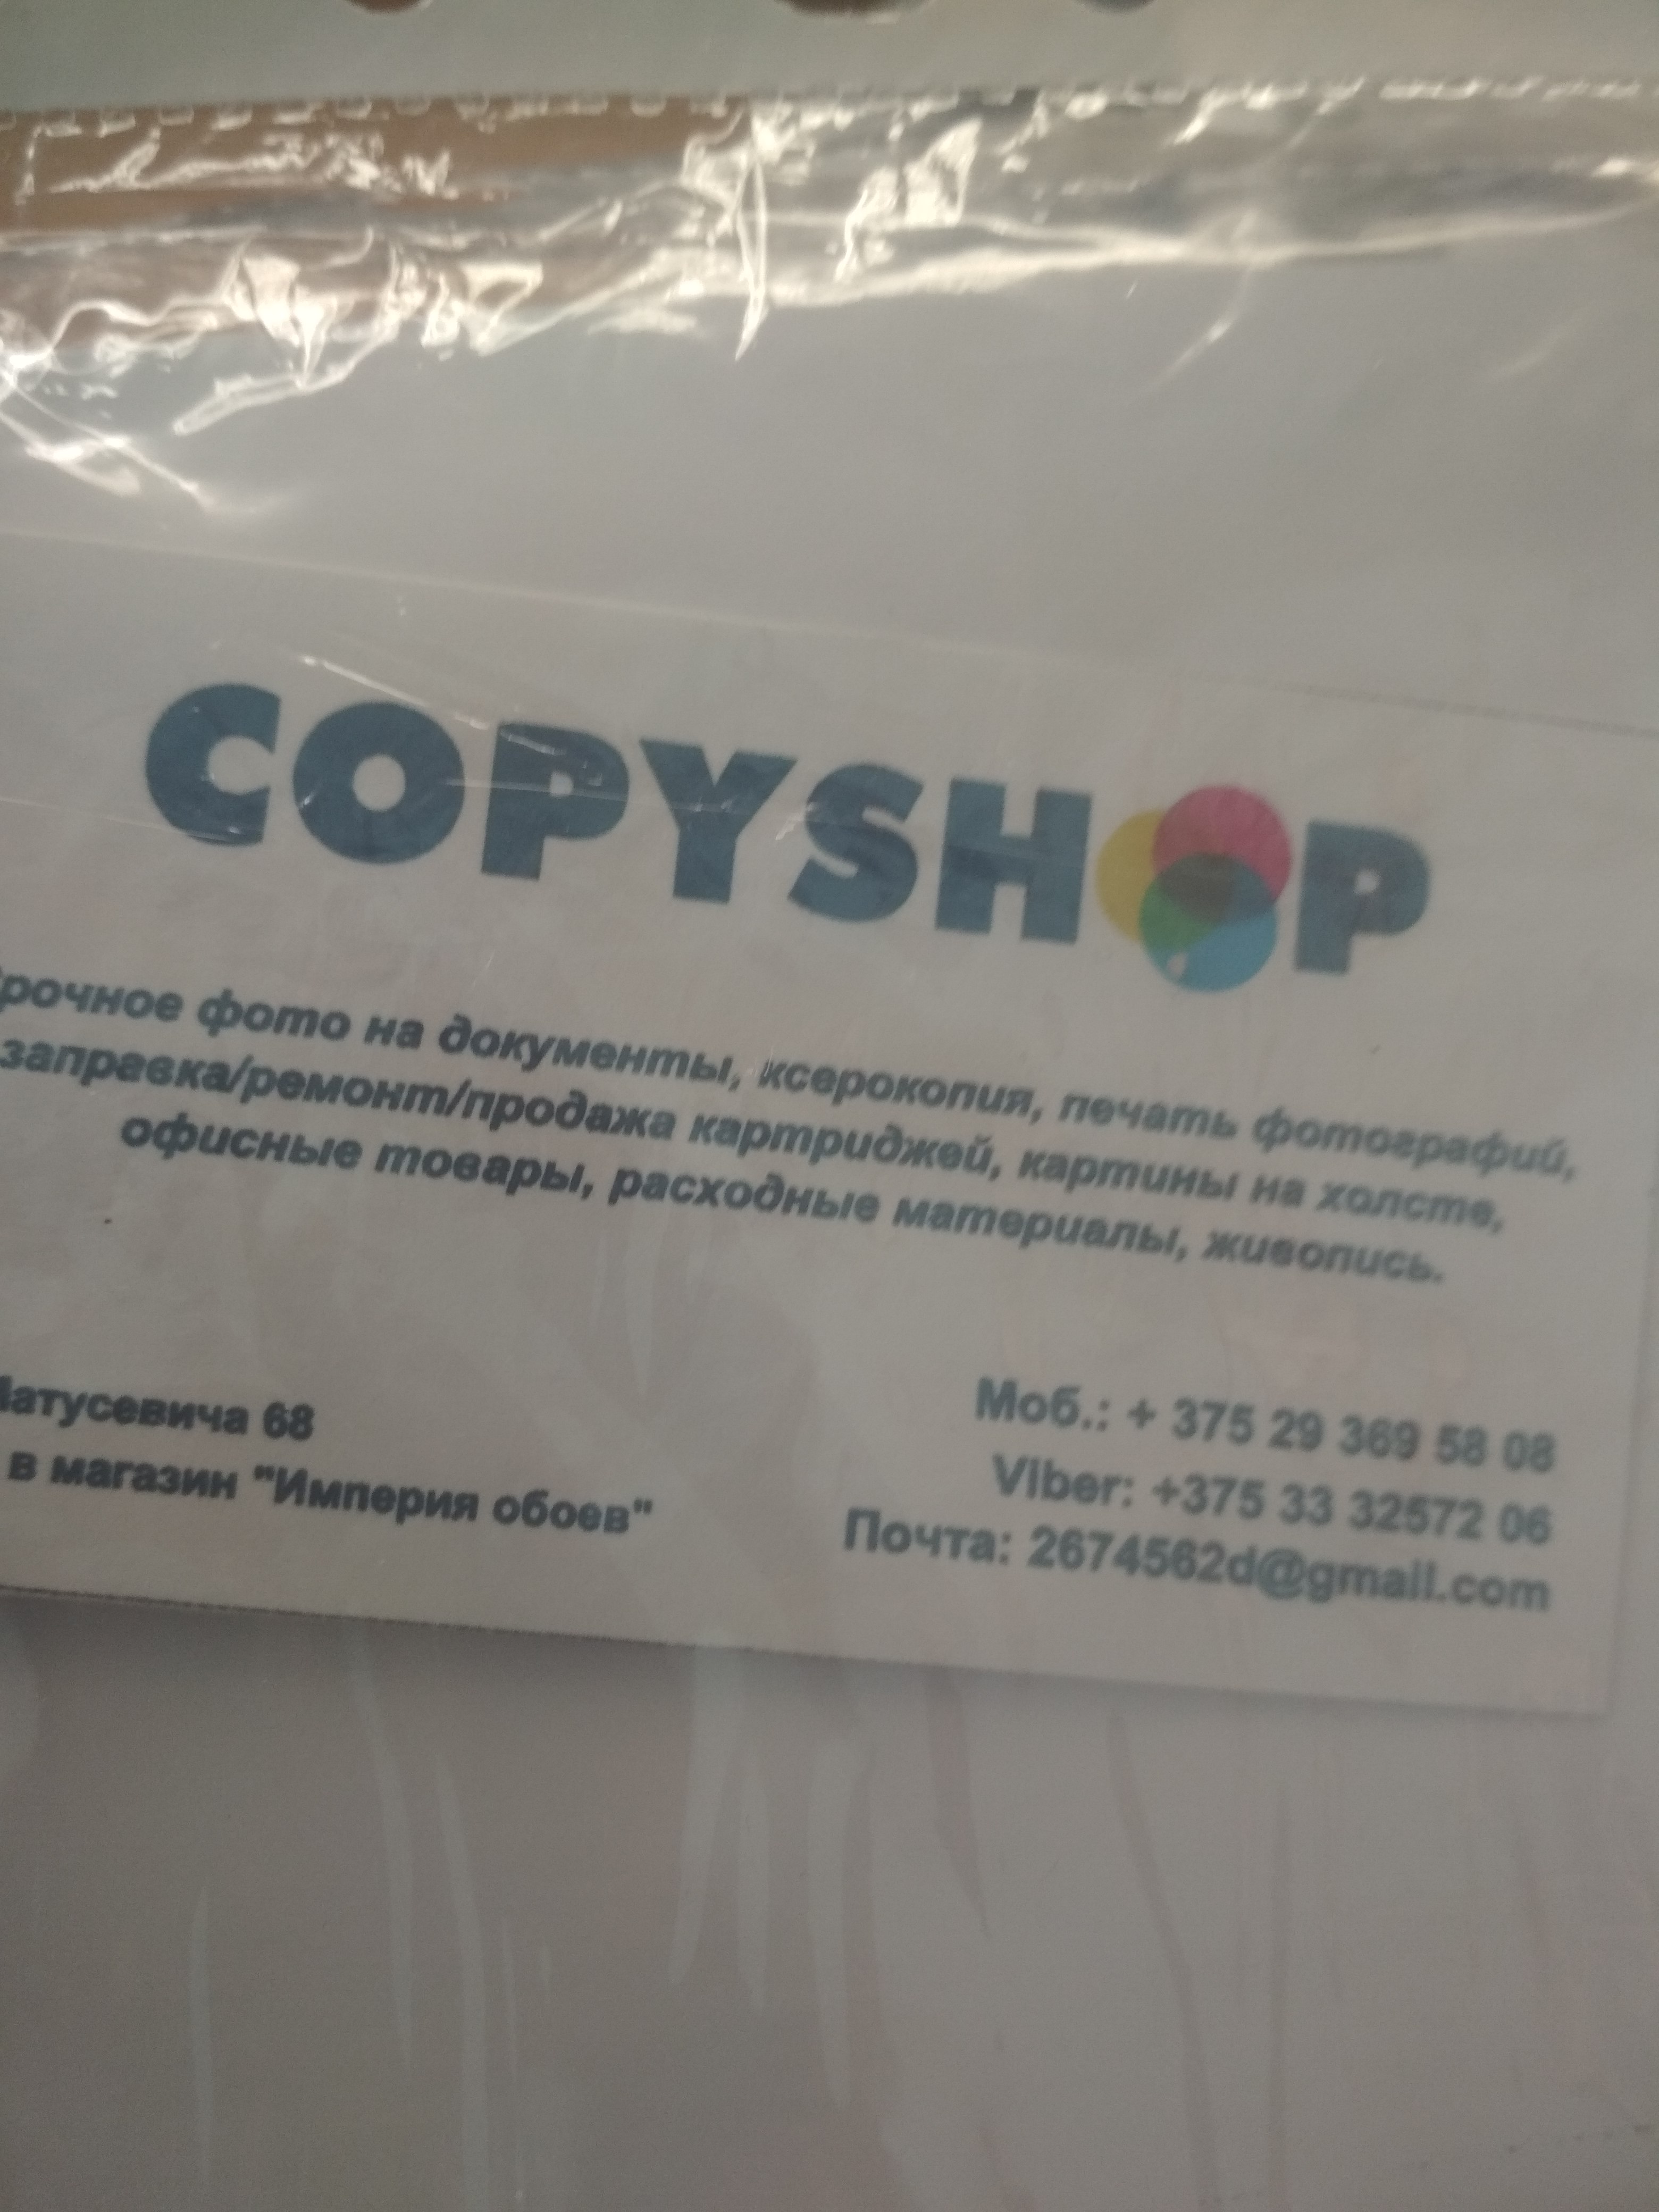 COPYSHOP
Срочное фото на документы, ксерокопия, печать фотографий,
заправка/ремонт/продажа картриджей, картины на холсте,
офисные товары, расходные материалы, живопись.
Матусевича 68
в магазин "Империя обоев"
Моб.: + 375 29 369 58 08
Viber: +375 33 32572 06
Почта: 2674562d@gmail.com